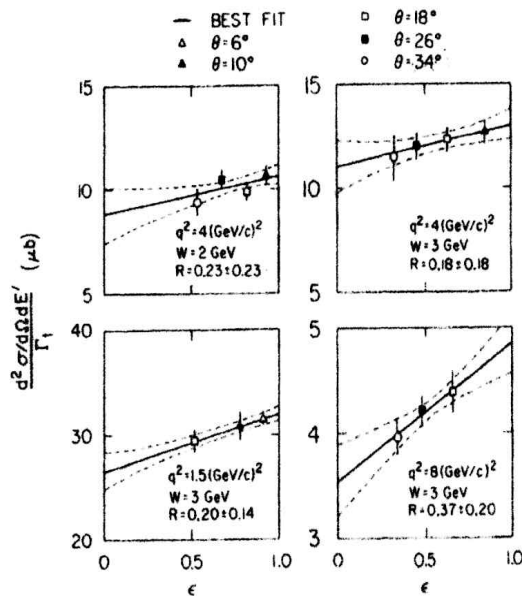 BEST FIT
△ θ=6°
▲ θ=10°
□ θ=18°
■ θ=26°
○ θ=34°
d²σ/dΩdE′
Γt
(μb)
15
10
5
q²=4(GeV/c)²
W=2 GeV
R=0.23±0.23
15
10
5
q²=4(GeV/c)²
W=3 GeV
R=0.18±0.18
40
30
20
q²=1.5(GeV/c)²
W=3 GeV
R=0.20±0.14
0 0.5 1.0
ϵ
5
4
3
q²=8(GeV/c)²
W=3 GeV
R=0.37±0.20
0 0.5 1.0
ϵ